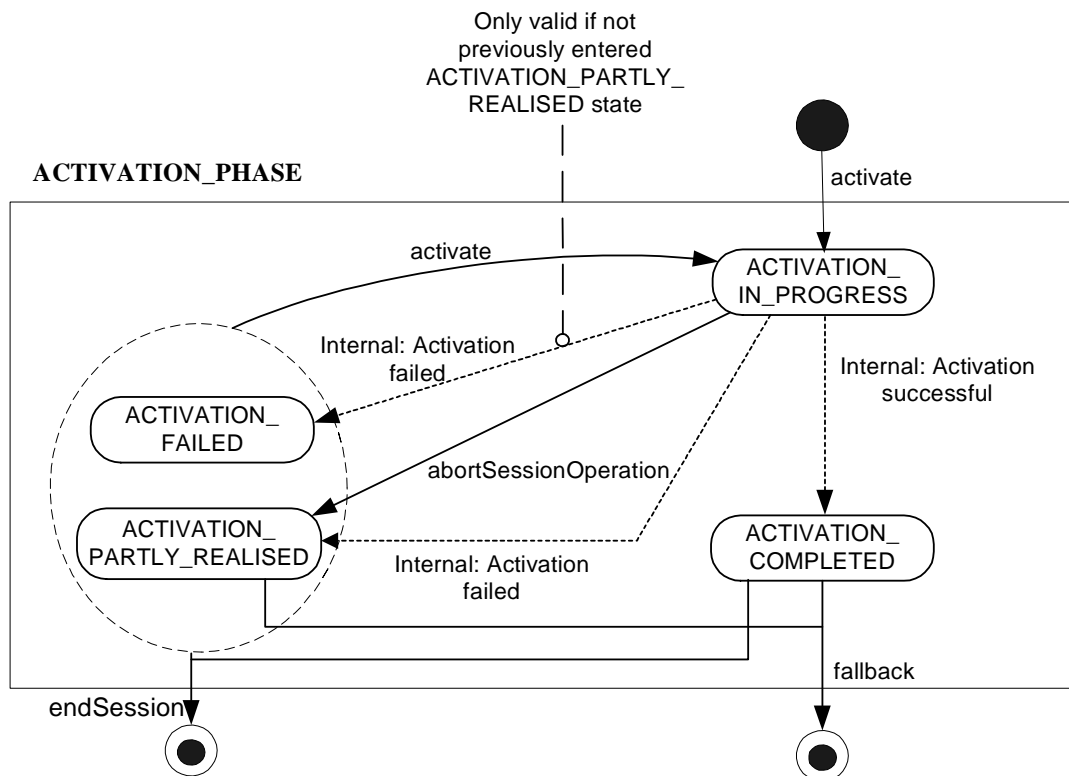 Only valid if not
previously entered
ACTIVATION_PARTLY_
REALISED state
ACTIVATION_PHASE
activate
activate
ACTIVATION_
IN_PROGRESS
Internal: Activation
failed
Internal: Activation
successful
ACTIVATION_
FAILED
abortSessionOperation
ACTIVATION_
PARTLY_REALISED
ACTIVATION_
COMPLETED
Internal: Activation
failed
fallback
endSession